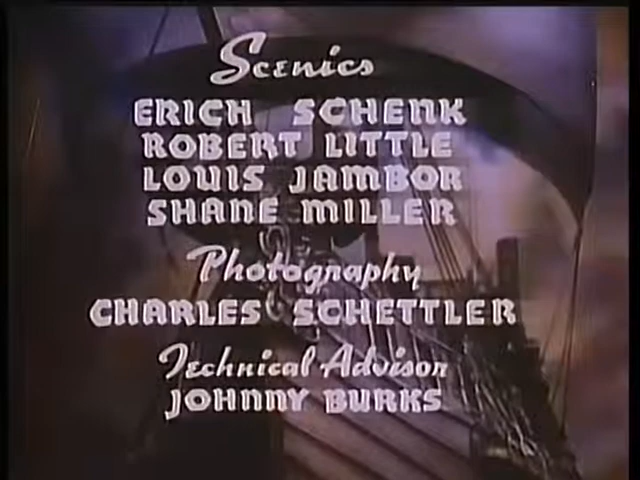 Scenics
ERICH SCHENK
ROBERT LITTLE
LOUIS JAMBOR
SHANE MILLER
Photography
CHARLES SCHETTLER
Technical Advisor
JOHNNY BURKS